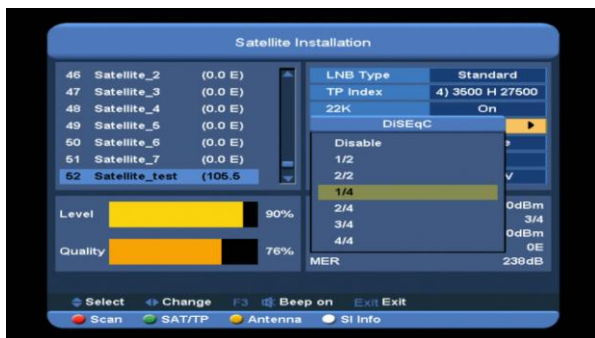 Satellite Installation
46 Satellite_2 (0.0 E)
47 Satellite_3 (0.0 E)
48 Satellite_4 (0.0 E)
49 Satellite_5 (0.0 E)
50 Satellite_6 (0.0 E)
51 Satellite_7 (0.0 E)
52 Satellite_test (105.5
LNB Type Standard
TP Index 4) 3500 H 27500
22K On
DiSEqC
Disable
1/2
2/2
1/4
2/4
3/4
4/4
V
0dBm
3/4
0dBm
0E
MER 238dB
Level 90%
Quality 76%
Select Change F3 Beep on Exit Exit
Scan SAT/TP Antenna SI Info